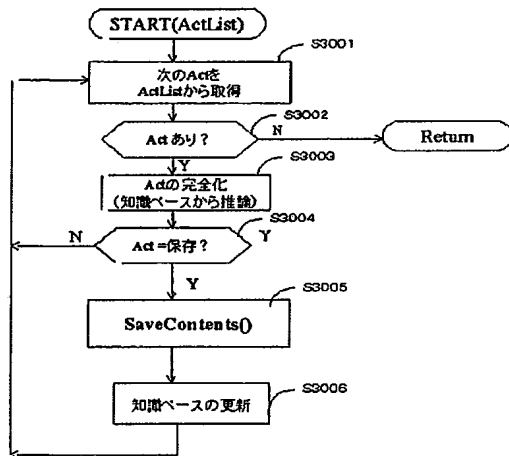 START(ActList)
S3001
次のActを
ActListから取得
S3002
Actあり?
N
Return
S3003
Y
Actの完全化
(知識ベースから推論)
S3004
N
Act=保存?
Y
Y
S3005
SaveContents()
S3006
知識ベースの更新